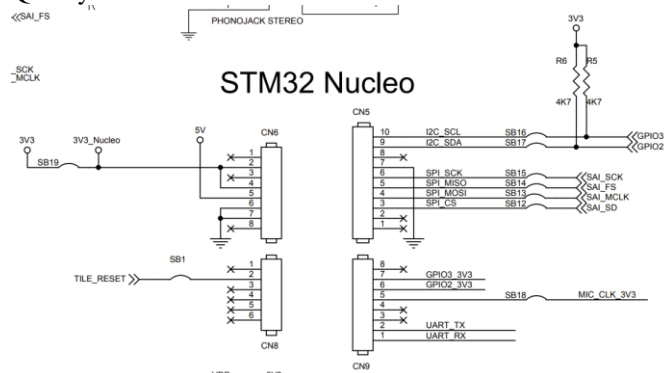 SAI_FS
PHONOJACK STEREO
_SCK
_MCLK
STM32 Nucleo
3V3
R6 R5
4K7 4K7
3V3 3V3_Nucleo 5V
SB19
CN6
1
2
3
4
5
6
7
8
CN5
10 I2C_SCL SB16 GPIO3
9 I2C_SDA SB17 GPIO2
8
7
6 SPI_SCK SB15 SAI_SCK
5 SPI_MISO SB14 SAI_FS
4 SPI_MOSI SB13 SAI_MCLK
3 SPI_CS SB12 SAI_SD
2
1
TILE_RESET SB1
1
2
3
4
5
6
CN8
8
7 GPIO3_3V3
6 GPIO2_3V3
5 SB18 MIC_CLK_3V3
4
3
2 UART_TX
1 UART_RX
CN9